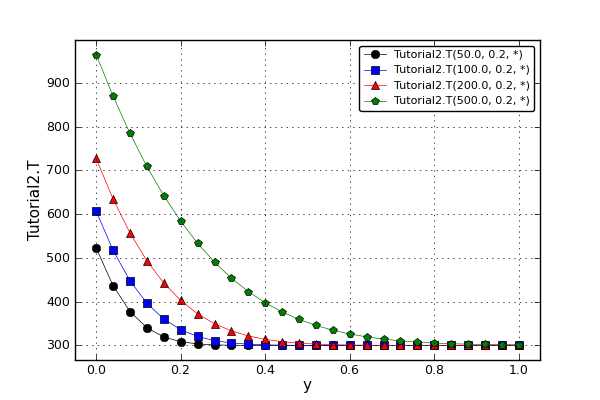 Tutorial2.T(50.0, 0.2, *)
Tutorial2.T(100.0, 0.2, *)
Tutorial2.T(200.0, 0.2, *)
Tutorial2.T(500.0, 0.2, *)
900
800
700
600
500
400
300
Tutorial2.T
0.0 0.2 0.4 0.6 0.8 1.0
y